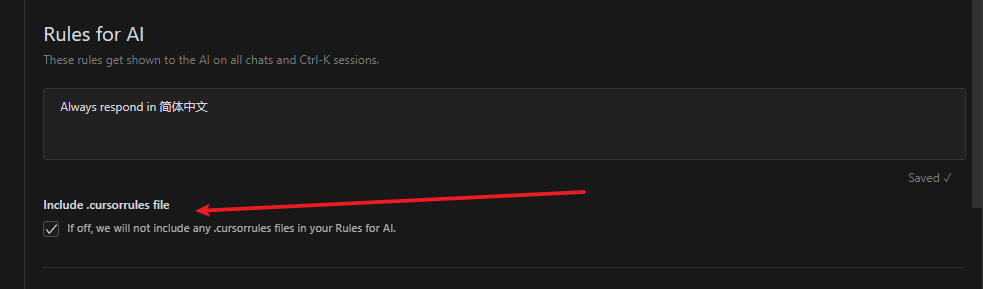 Rules for AI
These rules get shown to the AI on all chats and Ctrl-K sessions.
Always respond in 简体中文
Saved ✓
Include .cursorrules file
If off, we will not include any .cursorrules files in your Rules for AI.